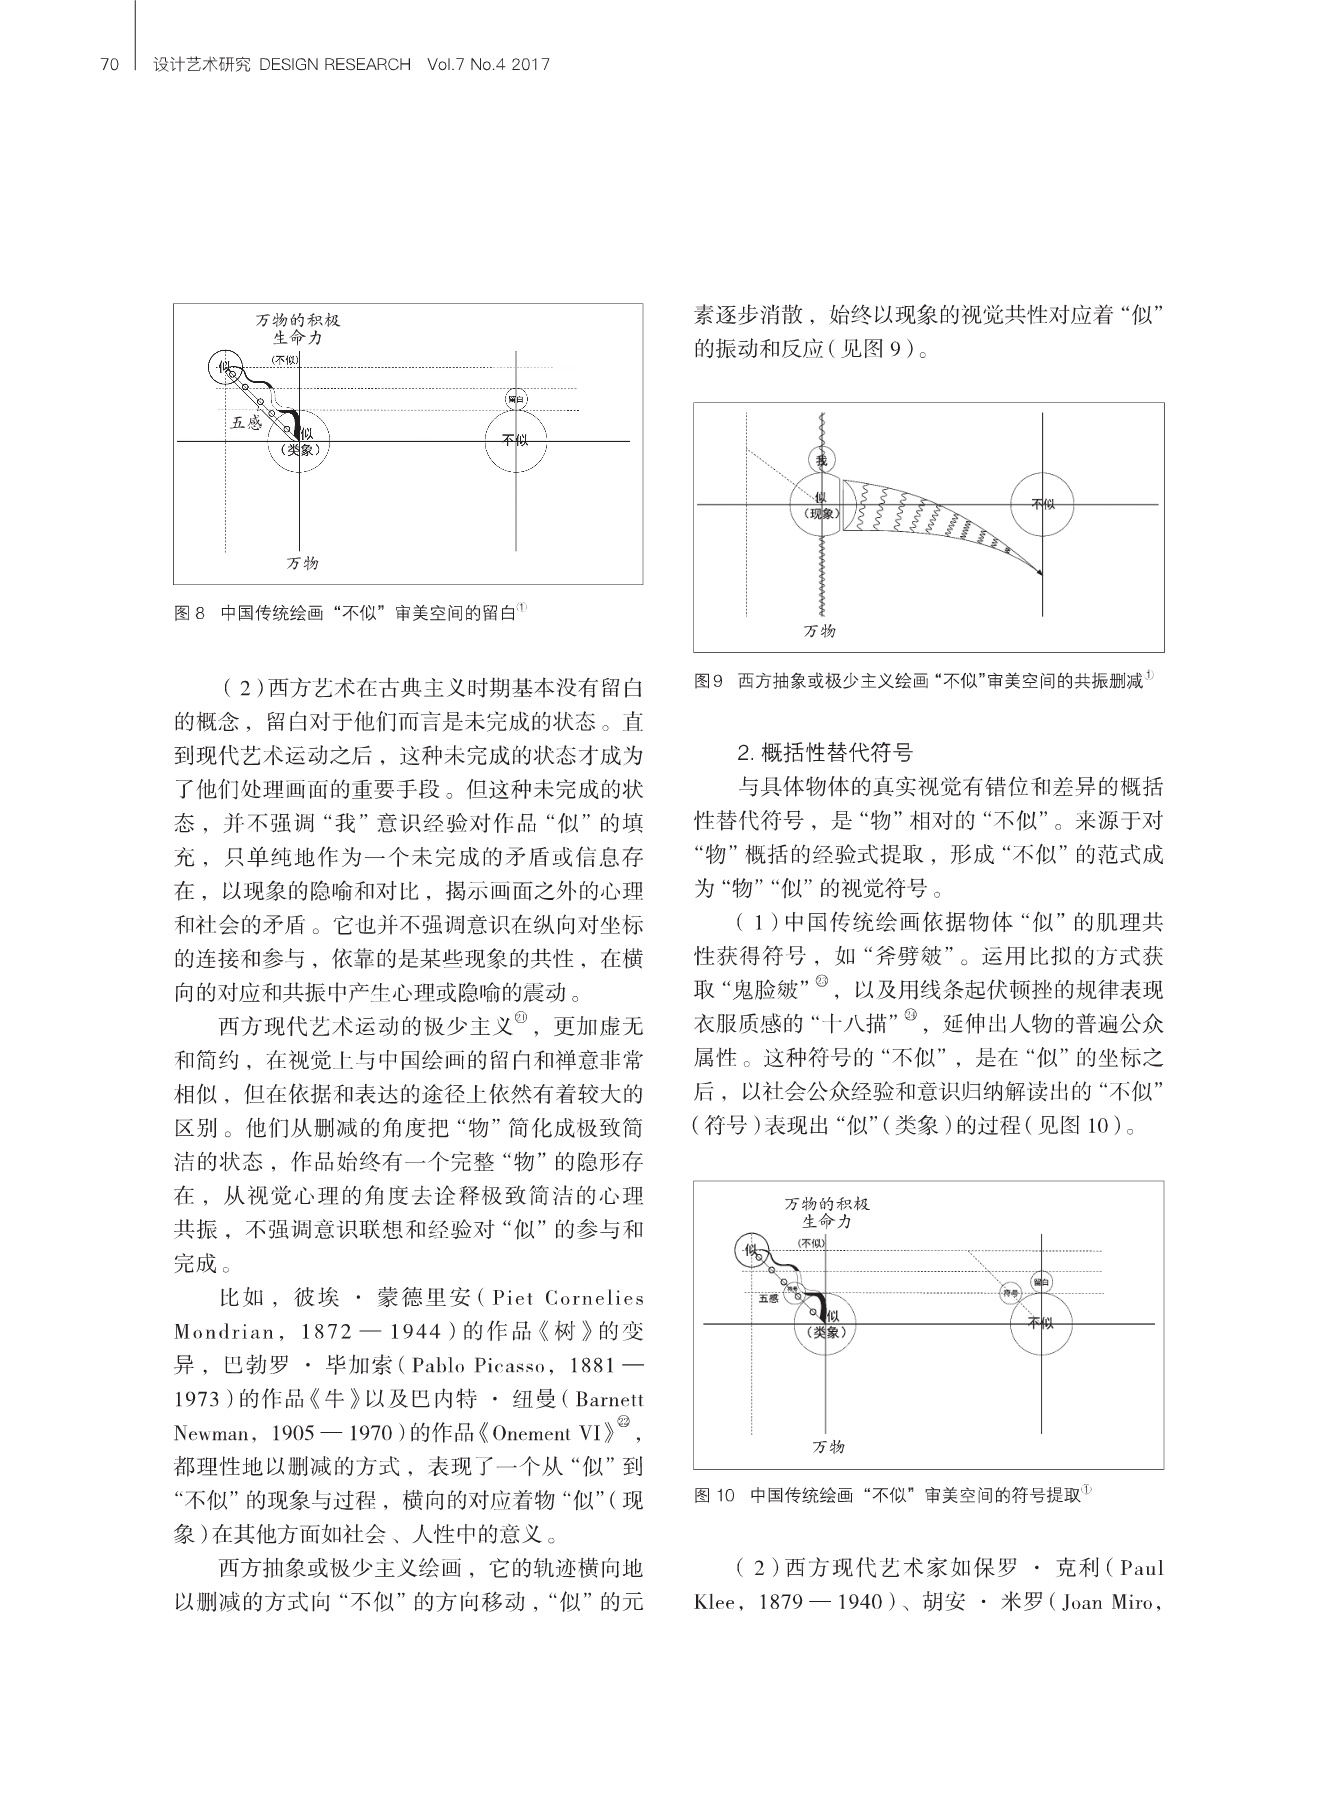 70 设计艺术研究 DESIGN RESEARCH Vol.7 No.4 2017
万物的积极
生命力
(不似)
似
留白
五感
似
(类象)
不似
万物
图 8 中国传统绘画“不似”审美空间的留白①
（2）西方艺术在古典主义时期基本没有留白
的概念，留白对于他们而言是未完成的状态。直
到现代艺术运动之后，这种未完成的状态才成为
了他们处理画面的重要手段。但这种未完成的状
态，并不强调“我”意识经验对作品“似”的填
充，只单纯地作为一个未完成的矛盾或信息存
在，以现象的隐喻和对比，揭示画面之外的心理
和社会的矛盾。它也并不强调意识在纵向对坐标
的连接和参与，依靠的是某些现象的共性，在横
向的对应和共振中产生心理或隐喻的震动。
西方现代艺术运动的极少主义㉑，更加虚无
和简约，在视觉上与中国绘画的留白和禅意非常
相似，但在依据和表达的途径上依然有着较大的
区别。他们从删减的角度把“物”简化成极致简
洁的状态，作品始终有一个完整“物”的隐形存
在，从视觉心理的角度去诠释极致简洁的心理
共振，不强调意识联想和经验对“似”的参与和
完成。
比如，彼埃·蒙德里安（Piet Cornelies
Mondrian，1872 — 1944）的作品《树》的变
异，巴勃罗·毕加索（Pablo Picasso，1881 —
1973）的作品《牛》以及巴内特·纽曼（Barnett
Newman，1905 — 1970）的作品《Onement VI》㉒，
都理性地以删减的方式，表现了一个从“似”到
“不似”的现象与过程，横向的对应着物“似”（现
象）在其他方面如社会、人性中的意义。
西方抽象或极少主义绘画，它的轨迹横向地
以删减的方式向“不似”的方向移动，“似”的元
素逐步消散，始终以现象的视觉共性对应着“似”
的振动和反应（见图 9）。
我
似
(现象)
不似
万物
图9 西方抽象或极少主义绘画“不似”审美空间的共振删减①
2. 概括性替代符号
与具体物体的真实视觉有错位和差异的概括
性替代符号，是“物”相对的“不似”。来源于对
“物”概括的经验式提取，形成“不似”的范式成
为“物”“似”的视觉符号。
（1）中国传统绘画依据物体“似”的肌理共
性获得符号，如“斧劈皴”。运用比拟的方式获
取“鬼脸皴”㉓，以及用线条起伏顿挫的规律表现
衣服质感的“十八描”㉔，延伸出人物的普遍公众
属性。这种符号的“不似”，是在“似”的坐标之
后，以社会公众经验和意识归纳解读出的“不似”
（符号）表现出“似”（类象）的过程（见图 10）。
万物的积极
生命力
(不似)
似
符号
五感
似
(类象)
留白
符号
不似
万物
图 10 中国传统绘画“不似”审美空间的符号提取①
（2）西方现代艺术家如保罗·克利（Paul
Klee，1879 — 1940）、胡安·米罗（Joan Miro，